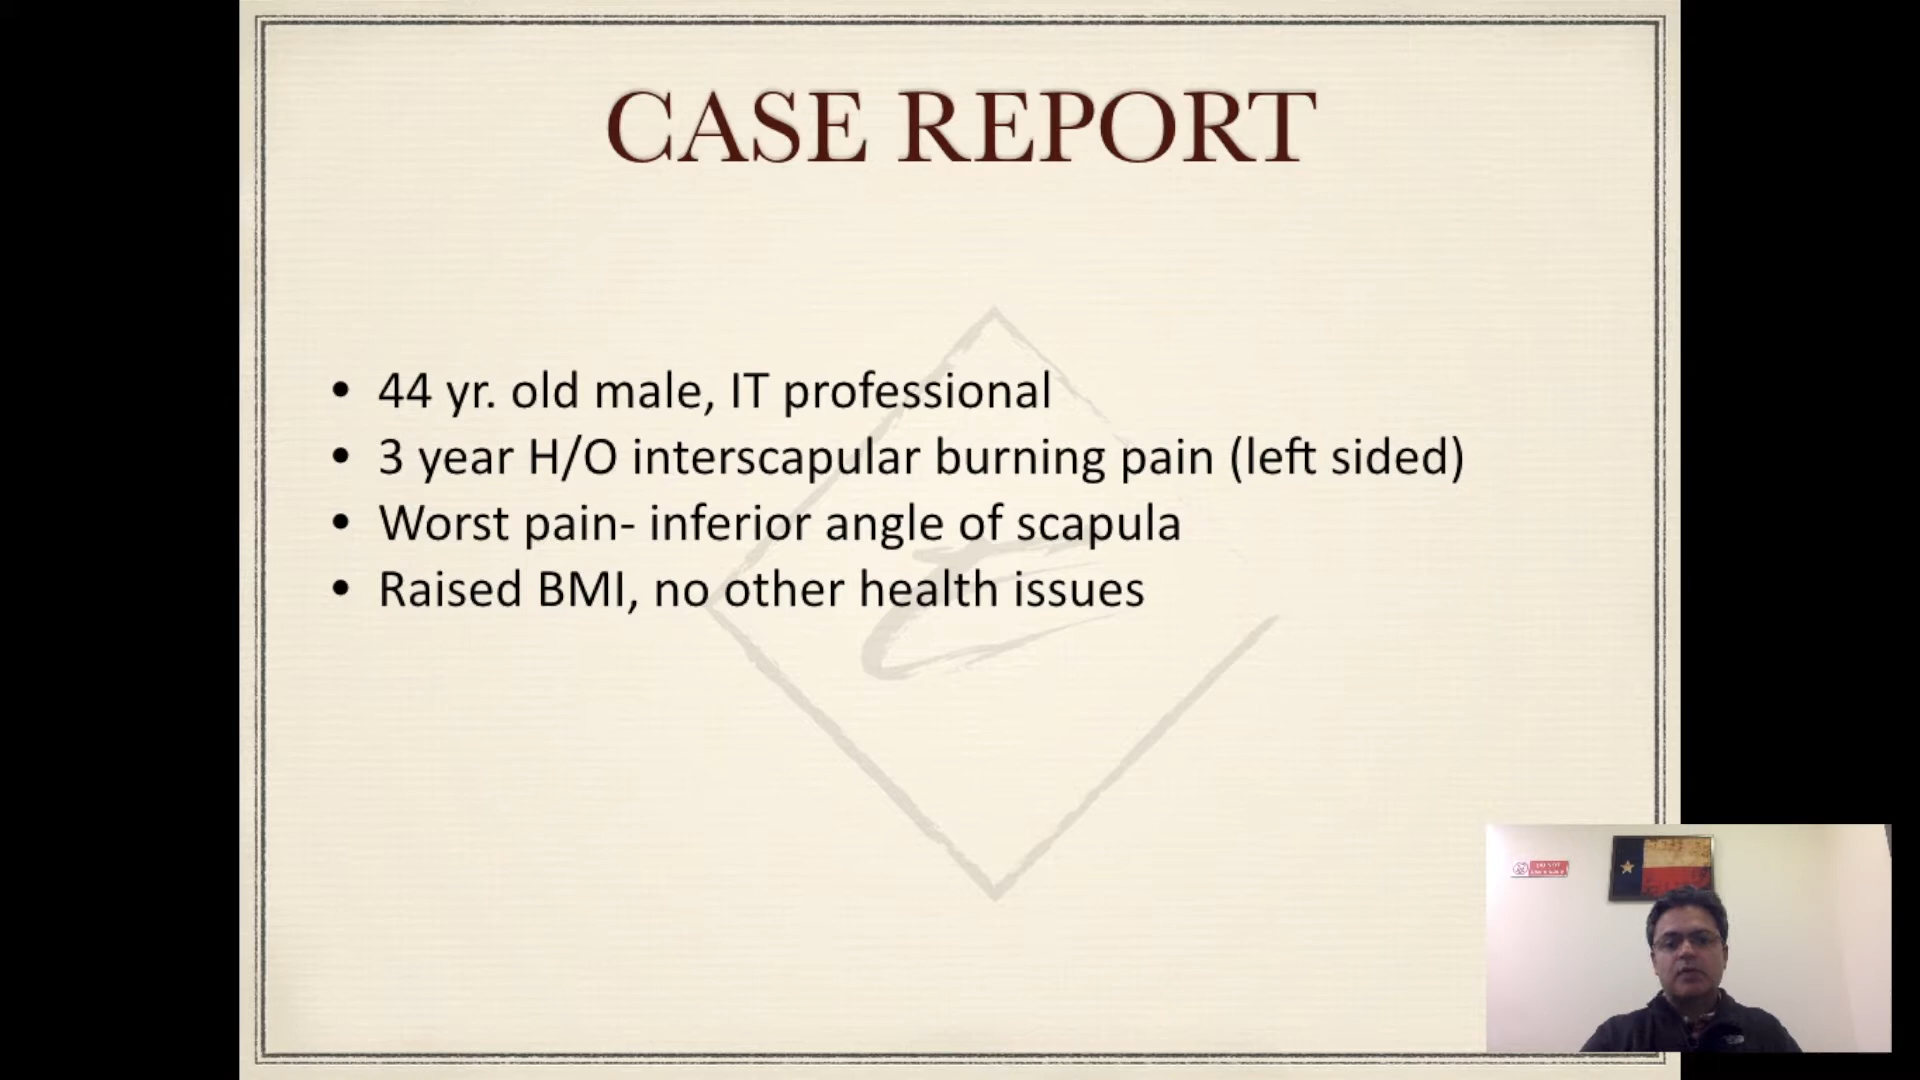 CASE REPORT
• 44 yr. old male, IT professional
• 3 year H/O interscapular burning pain (left sided)
• Worst pain- inferior angle of scapula
• Raised BMI, no other health issues